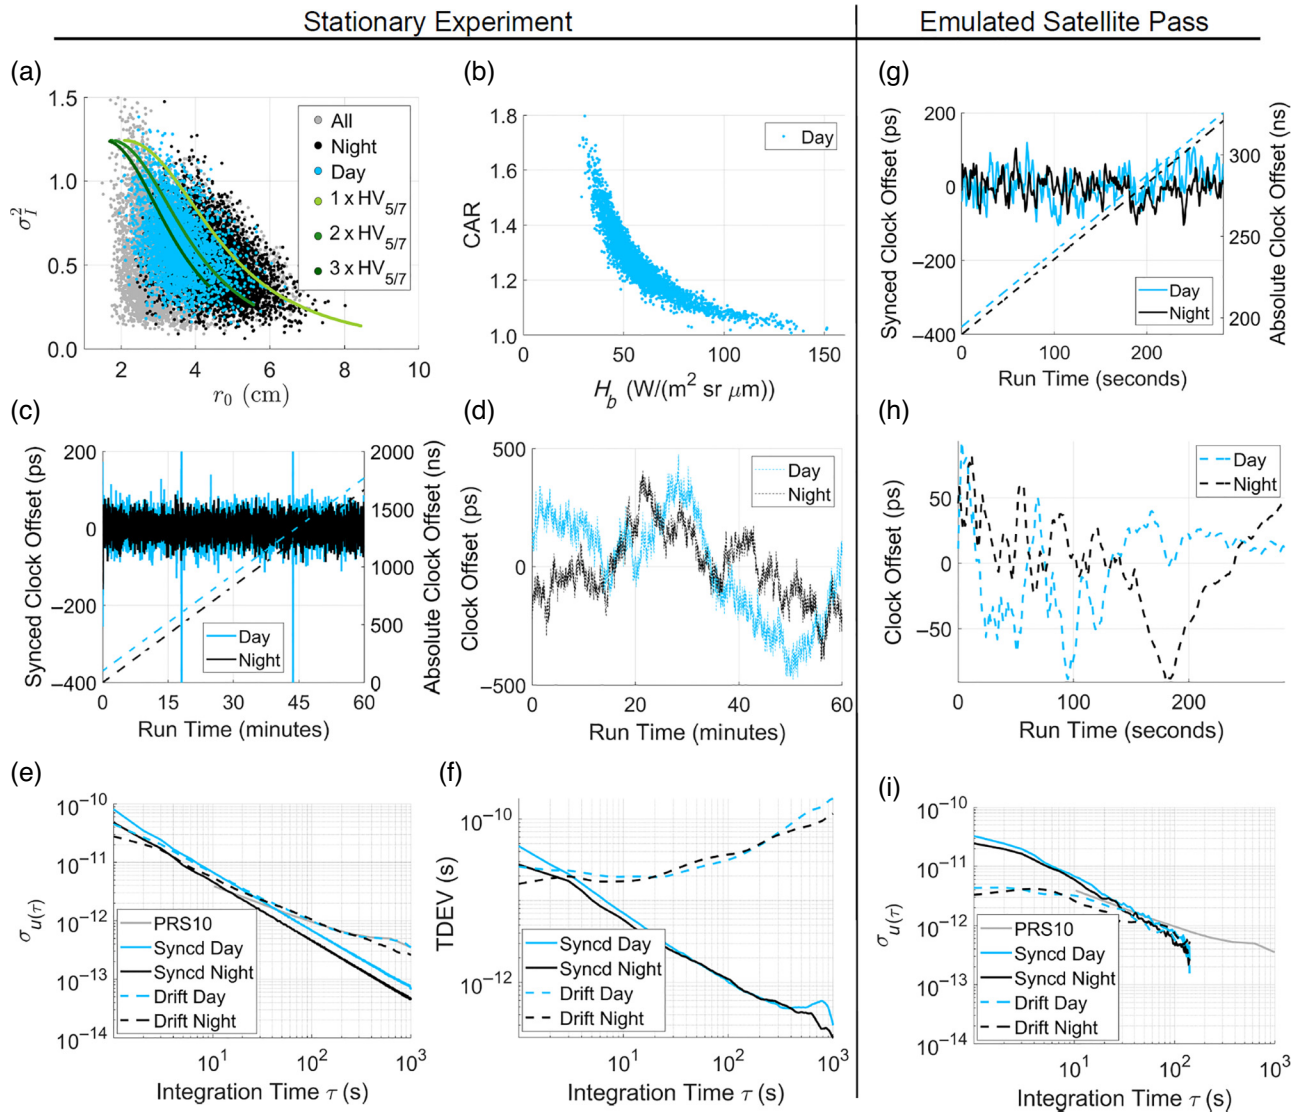 Stationary Experiment
Emulated Satellite Pass
(a)
1.5
1.0
0.5
0.0
σ²_I
2 4 6 8 10
r₀ (cm)
All
Night
Day
1 x HV5/7
2 x HV5/7
3 x HV5/7
(b)
1.8
1.6
1.4
1.2
1.0
CAR
50 100 150
H_b (W/(m² sr μm))
Day
(g)
200
0
−200
−400
Synced Clock Offset (ps)
300
250
200
Absolute Clock Offset (ns)
0 100 200
Run Time (seconds)
Day
Night
(c)
200
0
−200
−400
Synced Clock Offset (ps)
2000
1500
1000
500
0
Absolute Clock Offset (ns)
0 15 30 45 60
Run Time (minutes)
Day
Night
(d)
500
0
−500
Clock Offset (ps)
0 20 40 60
Run Time (minutes)
Day
Night
(h)
50
0
−50
Clock Offset (ps)
0 100 200
Run Time (seconds)
Day
Night
(e)
10⁻¹⁰
10⁻¹¹
10⁻¹²
10⁻¹³
10⁻¹⁴
σ_u(τ)
10¹ 10² 10³
Integration Time τ (s)
PRS10
Syncd Day
Syncd Night
Drift Day
Drift Night
(f)
10⁻¹⁰
10⁻¹²
TDEV (s)
10¹ 10² 10³
Integration Time τ (s)
Syncd Day
Syncd Night
Drift Day
Drift Night
(i)
10⁻¹⁰
10⁻¹¹
10⁻¹²
10⁻¹³
10⁻¹⁴
σ_u(τ)
10¹ 10² 10³
Integration Time τ (s)
PRS10
Syncd Day
Syncd Night
Drift Day
Drift Night